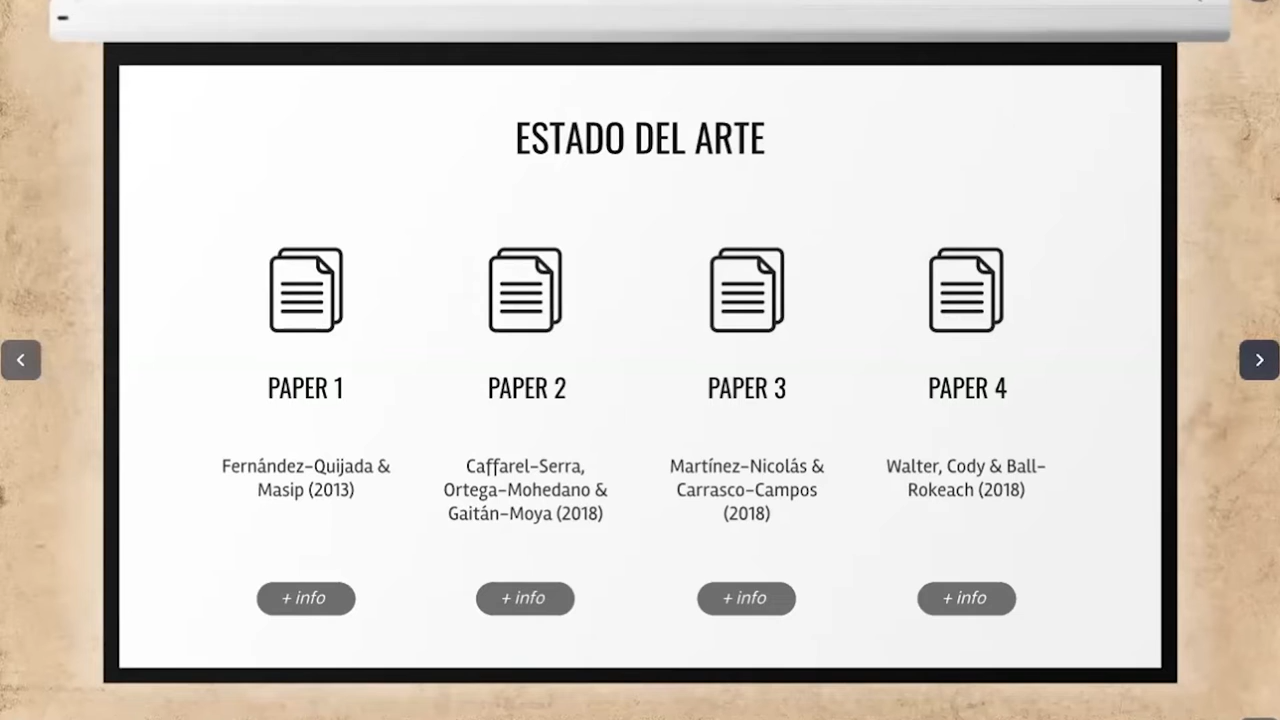 ESTADO DEL ARTE
PAPER 1
PAPER 2
PAPER 3
PAPER 4
Fernández-Quijada &
Masip (2013)
Caffarel-Serra,
Ortega-Mohedano &
Gaitán-Moya (2018)
Martínez-Nicolás &
Carrasco-Campos
(2018)
Walter, Cody & Ball-
Rokeach (2018)
+ info
+ info
+ info
+ info